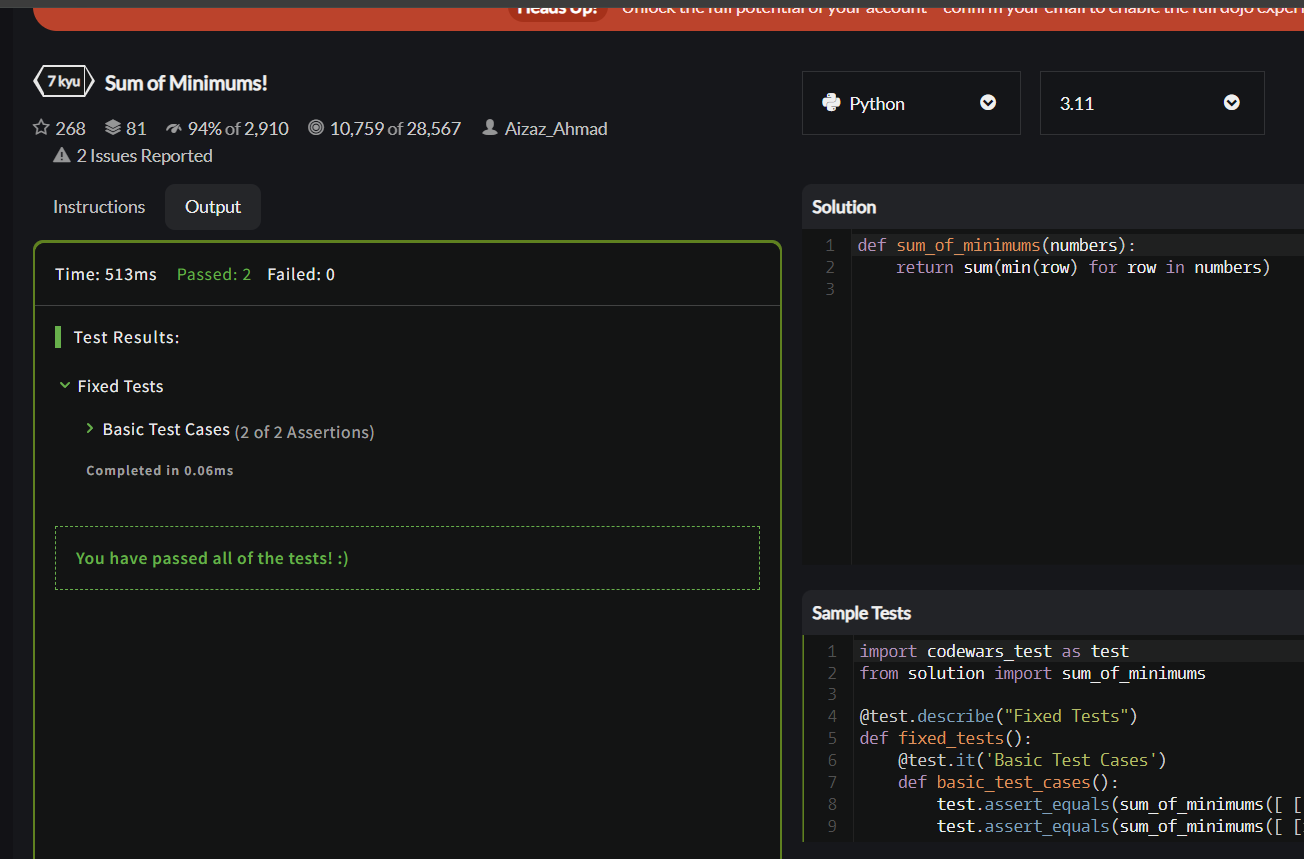 Heads Up! Unlock the full potential of your account - confirm your email to enable the full dojo experi
7 kyu Sum of Minimums!
268 81 94% of 2,910 10,759 of 28,567 Aizaz_Ahmad
2 Issues Reported
Python 3.11
Instructions Output
Time: 513ms Passed: 2 Failed: 0
Test Results:
Fixed Tests
Basic Test Cases (2 of 2 Assertions)
Completed in 0.06ms
You have passed all of the tests! :)
Solution
1 def sum_of_minimums(numbers):
2     return sum(min(row) for row in numbers)
3
Sample Tests
1 import codewars_test as test
2 from solution import sum_of_minimums
3
4 @test.describe("Fixed Tests")
5 def fixed_tests():
6     @test.it('Basic Test Cases')
7     def basic_test_cases():
8         test.assert_equals(sum_of_minimums([ [
9         test.assert_equals(sum_of_minimums([ [